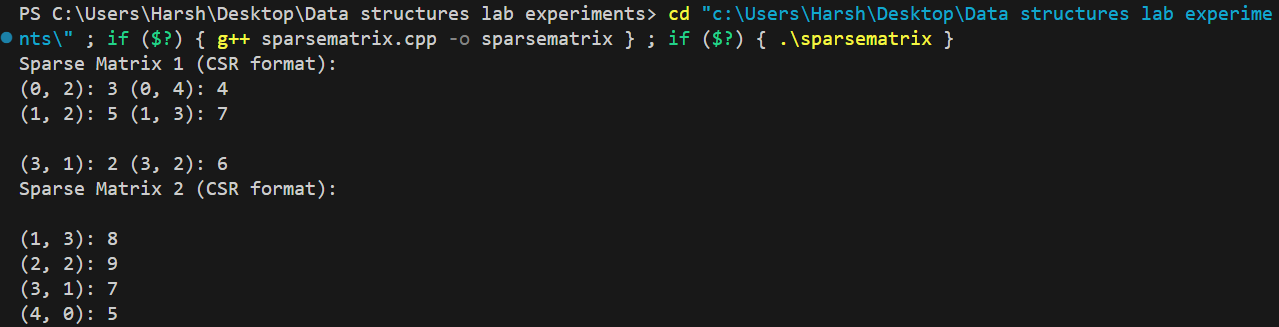 PS C:\Users\Harsh\Desktop\Data structures lab experiments> cd "c:\Users\Harsh\Desktop\Data structures lab experime
nts\" ; if ($?) { g++ sparsematrix.cpp -o sparsematrix } ; if ($?) { .\sparsematrix }
Sparse Matrix 1 (CSR format):
(0, 2): 3 (0, 4): 4
(1, 2): 5 (1, 3): 7
(3, 1): 2 (3, 2): 6
Sparse Matrix 2 (CSR format):
(1, 3): 8
(2, 2): 9
(3, 1): 7
(4, 0): 5